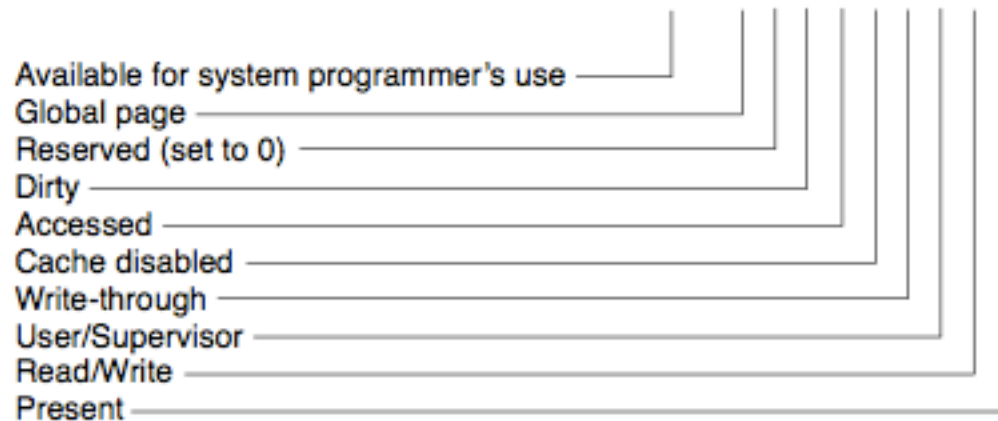 Available for system programmer's use
Global page
Reserved (set to 0)
Dirty
Accessed
Cache disabled
Write-through
User/Supervisor
Read/Write
Present